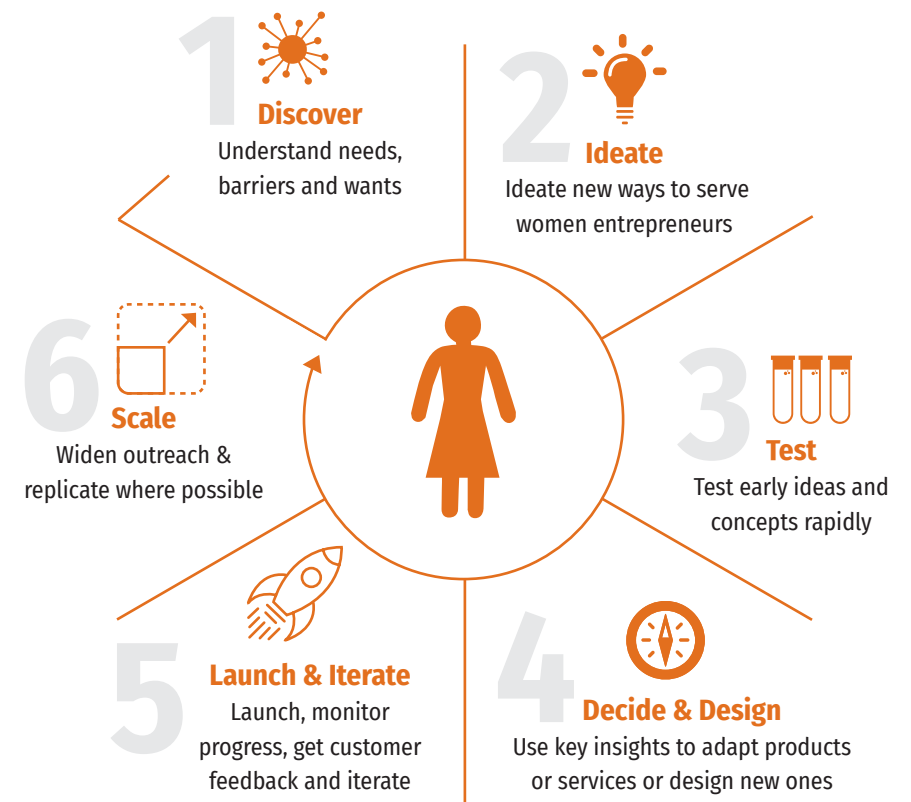 1
Discover
Understand needs,
barriers and wants
2
Ideate
Ideate new ways to serve
women entrepreneurs
3
Test
Test early ideas and
concepts rapidly
4
Decide & Design
Use key insights to adapt products
or services or design new ones
5
Launch & Iterate
Launch, monitor
progress, get customer
feedback and iterate
6
Scale
Widen outreach &
replicate where possible